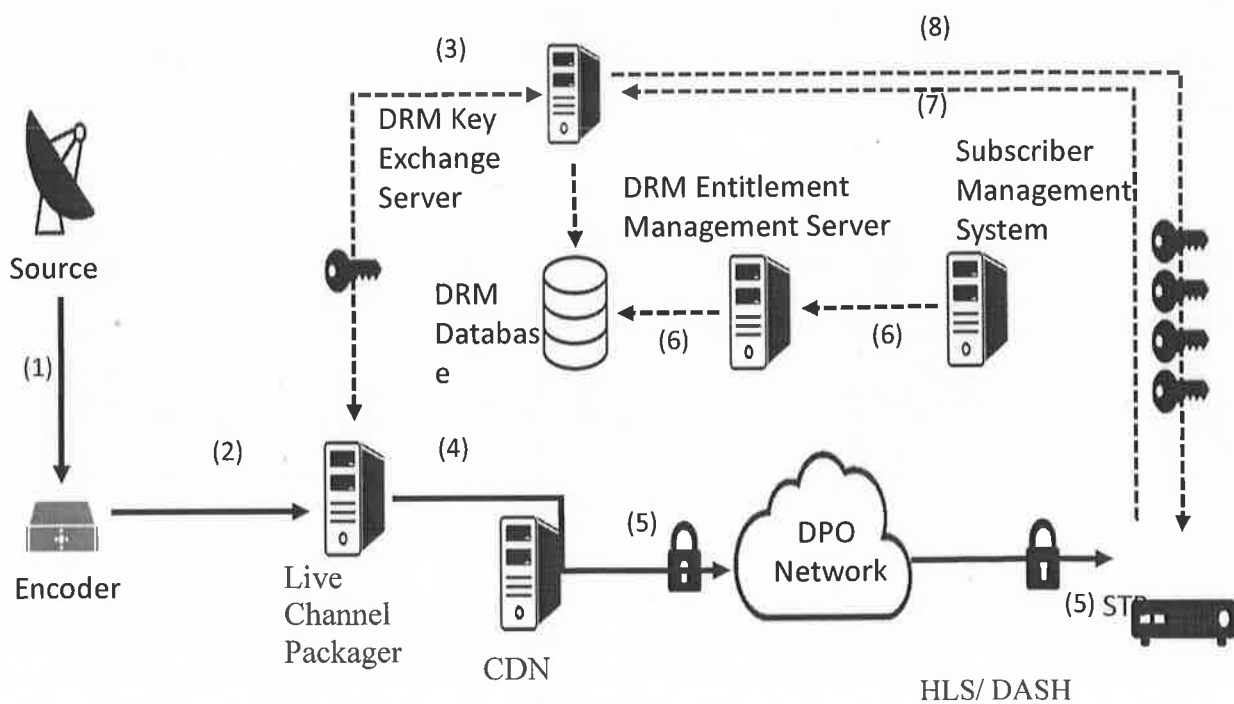 (8)
(3)
(7)
DRM Key
Exchange
Server
Subscriber
Management
System
DRM Entitlement
Management Server
Source
DRM
Databas
e
(6)
(6)
(1)
(2)
(4)
(5)
DPO
Network
Encoder
Live
Channel
Packager
CDN
(5)
HLS/ DASH